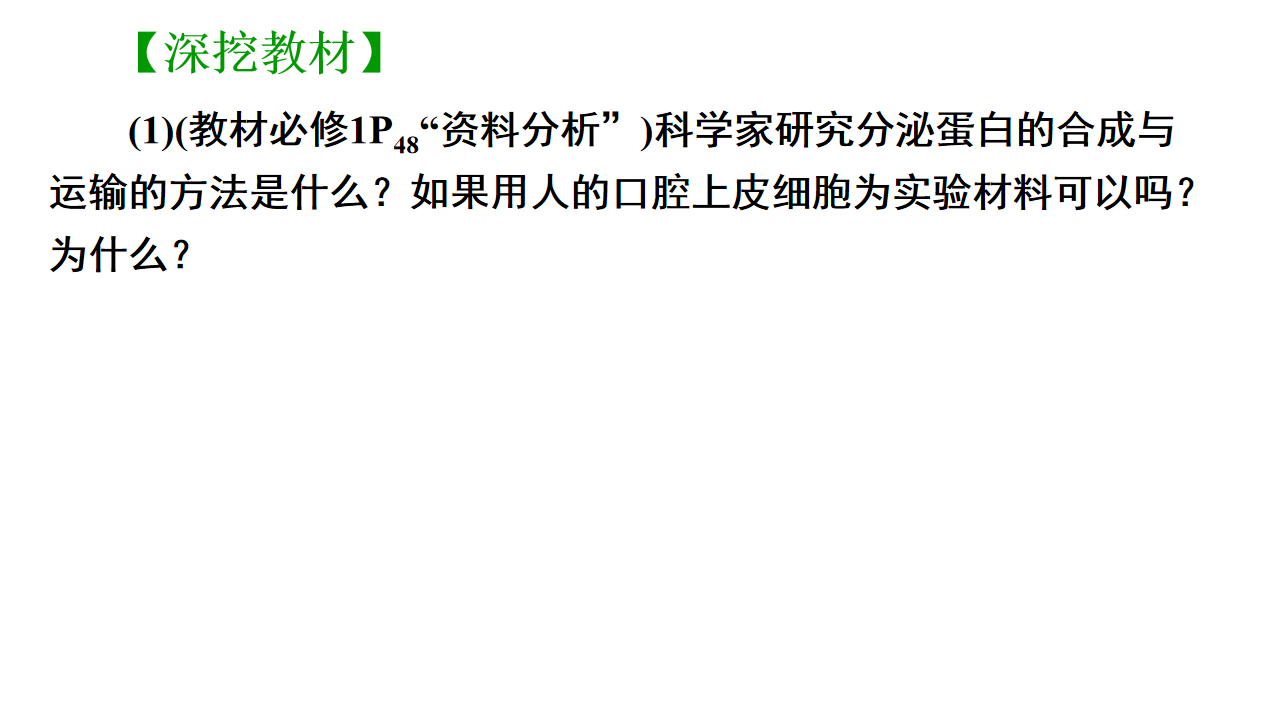 【深挖教材】
(1)(教材必修1P48“资料分析”)科学家研究分泌蛋白的合成与
运输的方法是什么？如果用人的口腔上皮细胞为实验材料可以吗？
为什么？